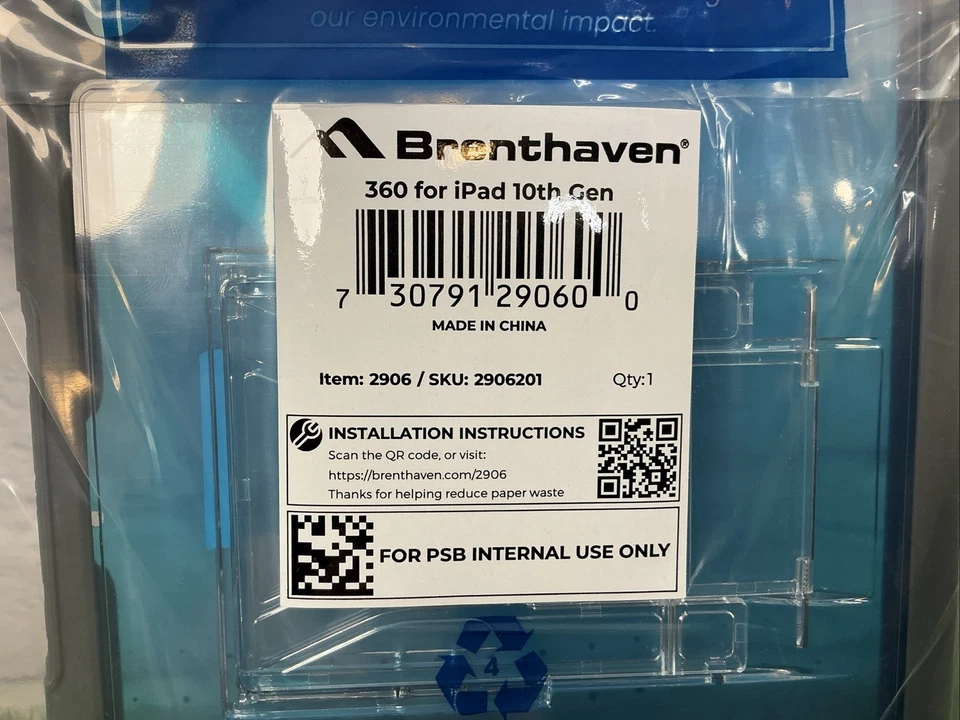 our environmental impact.
Brenthaven®
360 for iPad 10th Gen
7 30791 29060 0
MADE IN CHINA
Item: 2906 / SKU: 2906201 Qty:1
INSTALLATION INSTRUCTIONS
Scan the QR code, or visit:
https://brenthaven.com/2906
Thanks for helping reduce paper waste
FOR PSB INTERNAL USE ONLY
4